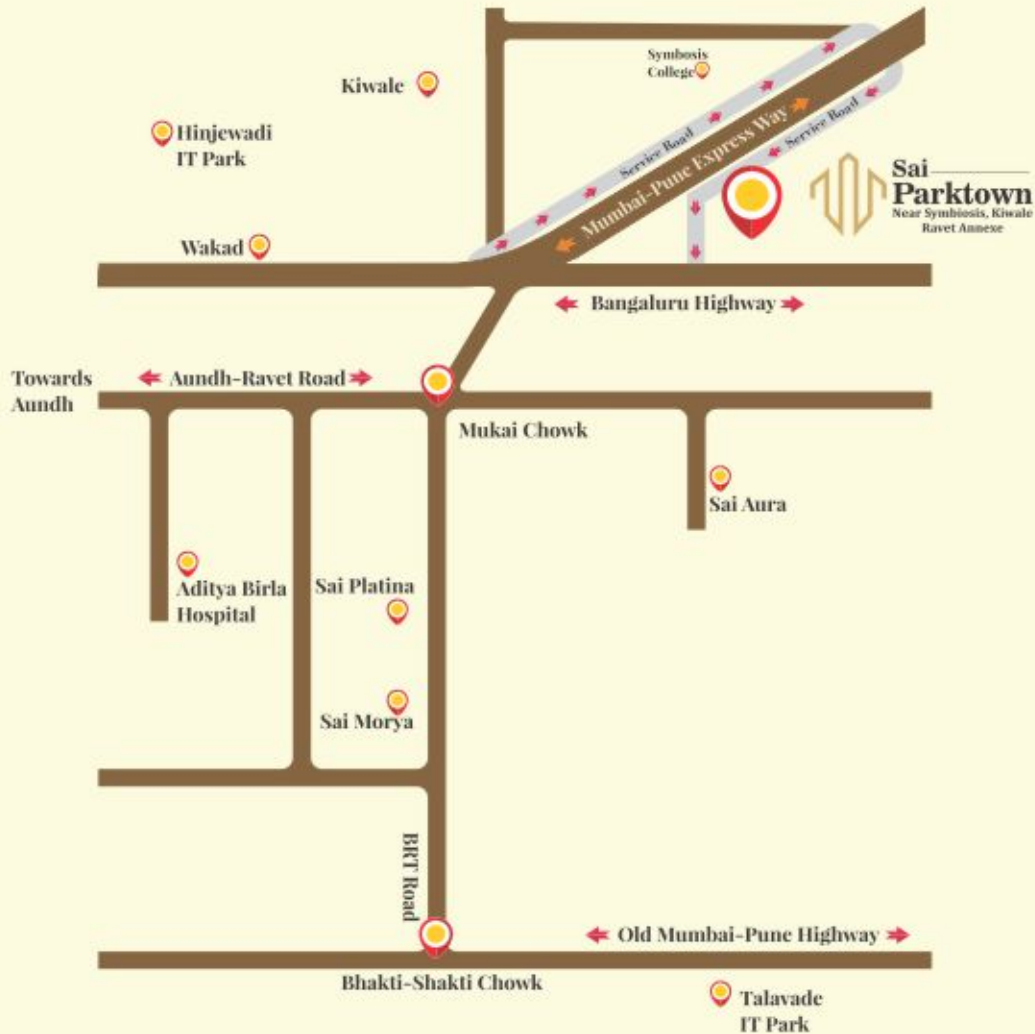 Symbosis
College
Kiwale
Hinjewadi
IT Park
Service Road
Mumbai-Pune Express Way
Service Road
Sai
Parktown
Near Symbiosis, Kiwale
Ravet Annexe
Wakad
Bangaluru Highway
Towards
Aundh
Aundh-Ravet Road
Mukai Chowk
Sai Aura
Aditya Birla
Hospital
Sai Platina
Sai Morya
BRT Road
Old Mumbai-Pune Highway
Bhakti-Shakti Chowk
Talavade
IT Park